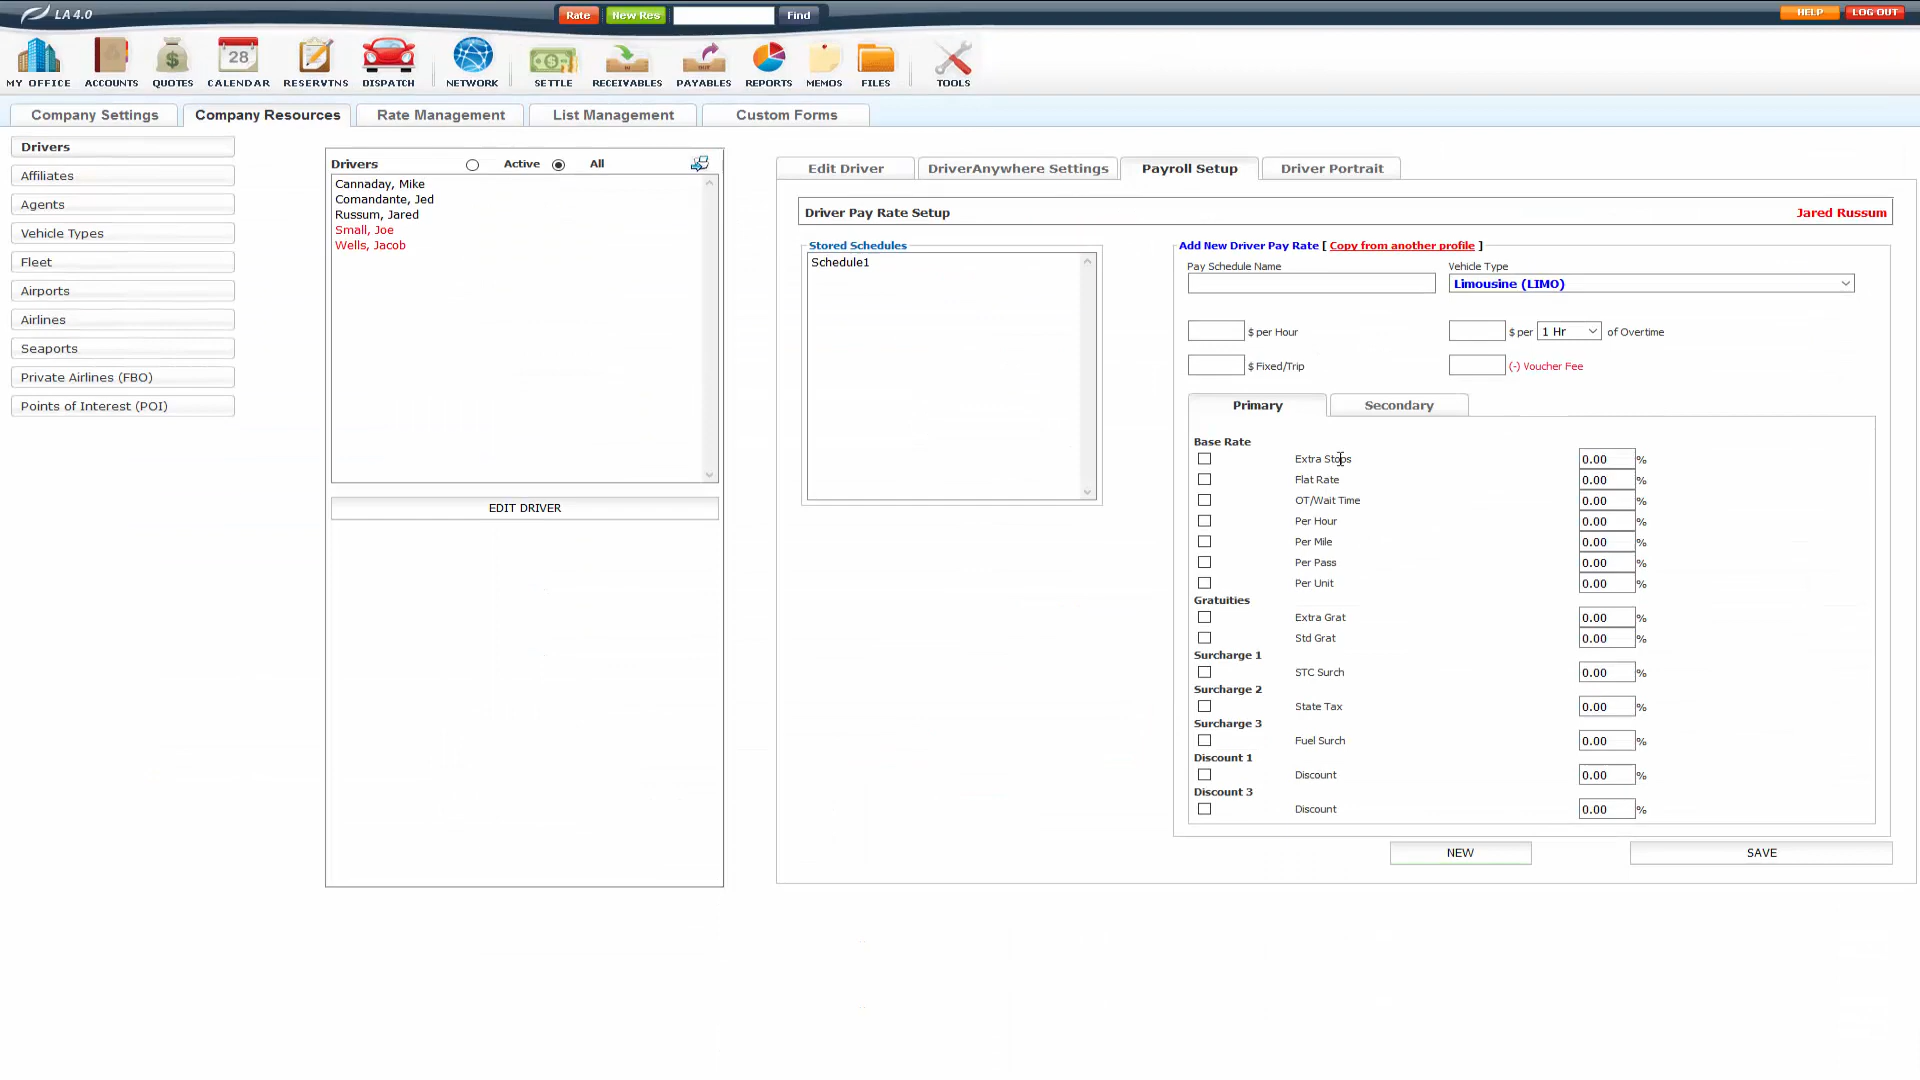 LA 4.0
Rate
New Res
Find
HELP
LOG OUT
28
MY OFFICE
ACCOUNTS
QUOTES
CALENDAR
RESERVTNS
DISPATCH
NETWORK
SETTLE
RECEIVABLES
PAYABLES
REPORTS
MEMOS
FILES
TOOLS
Company Settings
Company Resources
Rate Management
List Management
Custom Forms
Drivers
Affiliates
Agents
Vehicle Types
Fleet
Airports
Airlines
Seaports
Private Airlines (FBO)
Points of Interest (POI)
Drivers
Active
All
Cannaday, Mike
Comandante, Jed
Russum, Jared
Small, Joe
Wells, Jacob
EDIT DRIVER
Edit Driver
DriverAnywhere Settings
Payroll Setup
Driver Portrait
Driver Pay Rate Setup
Jared Russum
Stored Schedules
Schedule1
Add New Driver Pay Rate [ Copy from another profile ]
Pay Schedule Name
Vehicle Type
Limousine (LIMO)
$ per Hour
$ per 1 Hr of Overtime
$ Fixed/Trip
(-) Voucher Fee
Primary
Secondary
Base Rate
Extra Stops 0.00 %
Flat Rate 0.00 %
OT/Wait Time 0.00 %
Per Hour 0.00 %
Per Mile 0.00 %
Per Pass 0.00 %
Per Unit 0.00 %
Gratuities
Extra Grat 0.00 %
Std Grat 0.00 %
Surcharge 1
STC Surch 0.00 %
Surcharge 2
State Tax 0.00 %
Surcharge 3
Fuel Surch 0.00 %
Discount 1
Discount 0.00 %
Discount 3
Discount 0.00 %
NEW
SAVE